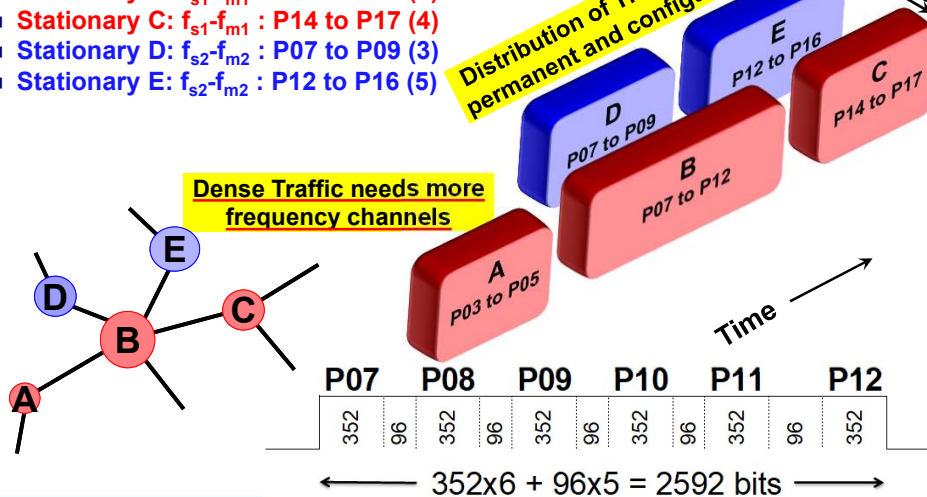 Stationary C: fs1-fm1 : P14 to P17 (4)
Stationary D: fs2-fm2 : P07 to P09 (3)
Stationary E: fs2-fm2 : P12 to P16 (5)
Distribution of
permanent and
E
P12 to P16
C
P14 to P17
D
P07 to P09
B
P07 to P12
Dense Traffic needs more
frequency channels
A
P03 to P05
Time
E
D
C
B
A
P07 P08 P09 P10 P11 P12
352 96 352 96 352 96 352 96 352 96 352
352x6 + 96x5 = 2592 bits